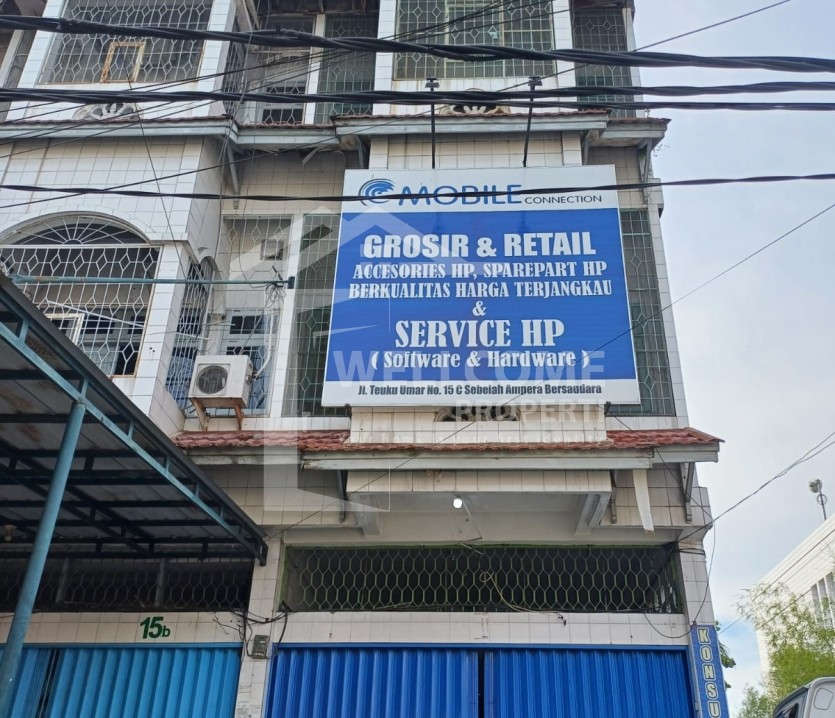 MOBILE CONNECTION
GROSIR & RETAIL
ACCESORIES HP, SPAREPART HP
BERKUALITAS HARGA TERJANGKAU
&
SERVICE HP
( Software & Hardware )
Jl. Teuku Umar No. 15 C Sebelah Ampera Bersaudara
WELCOME
PROPERTI
15b
KONSU